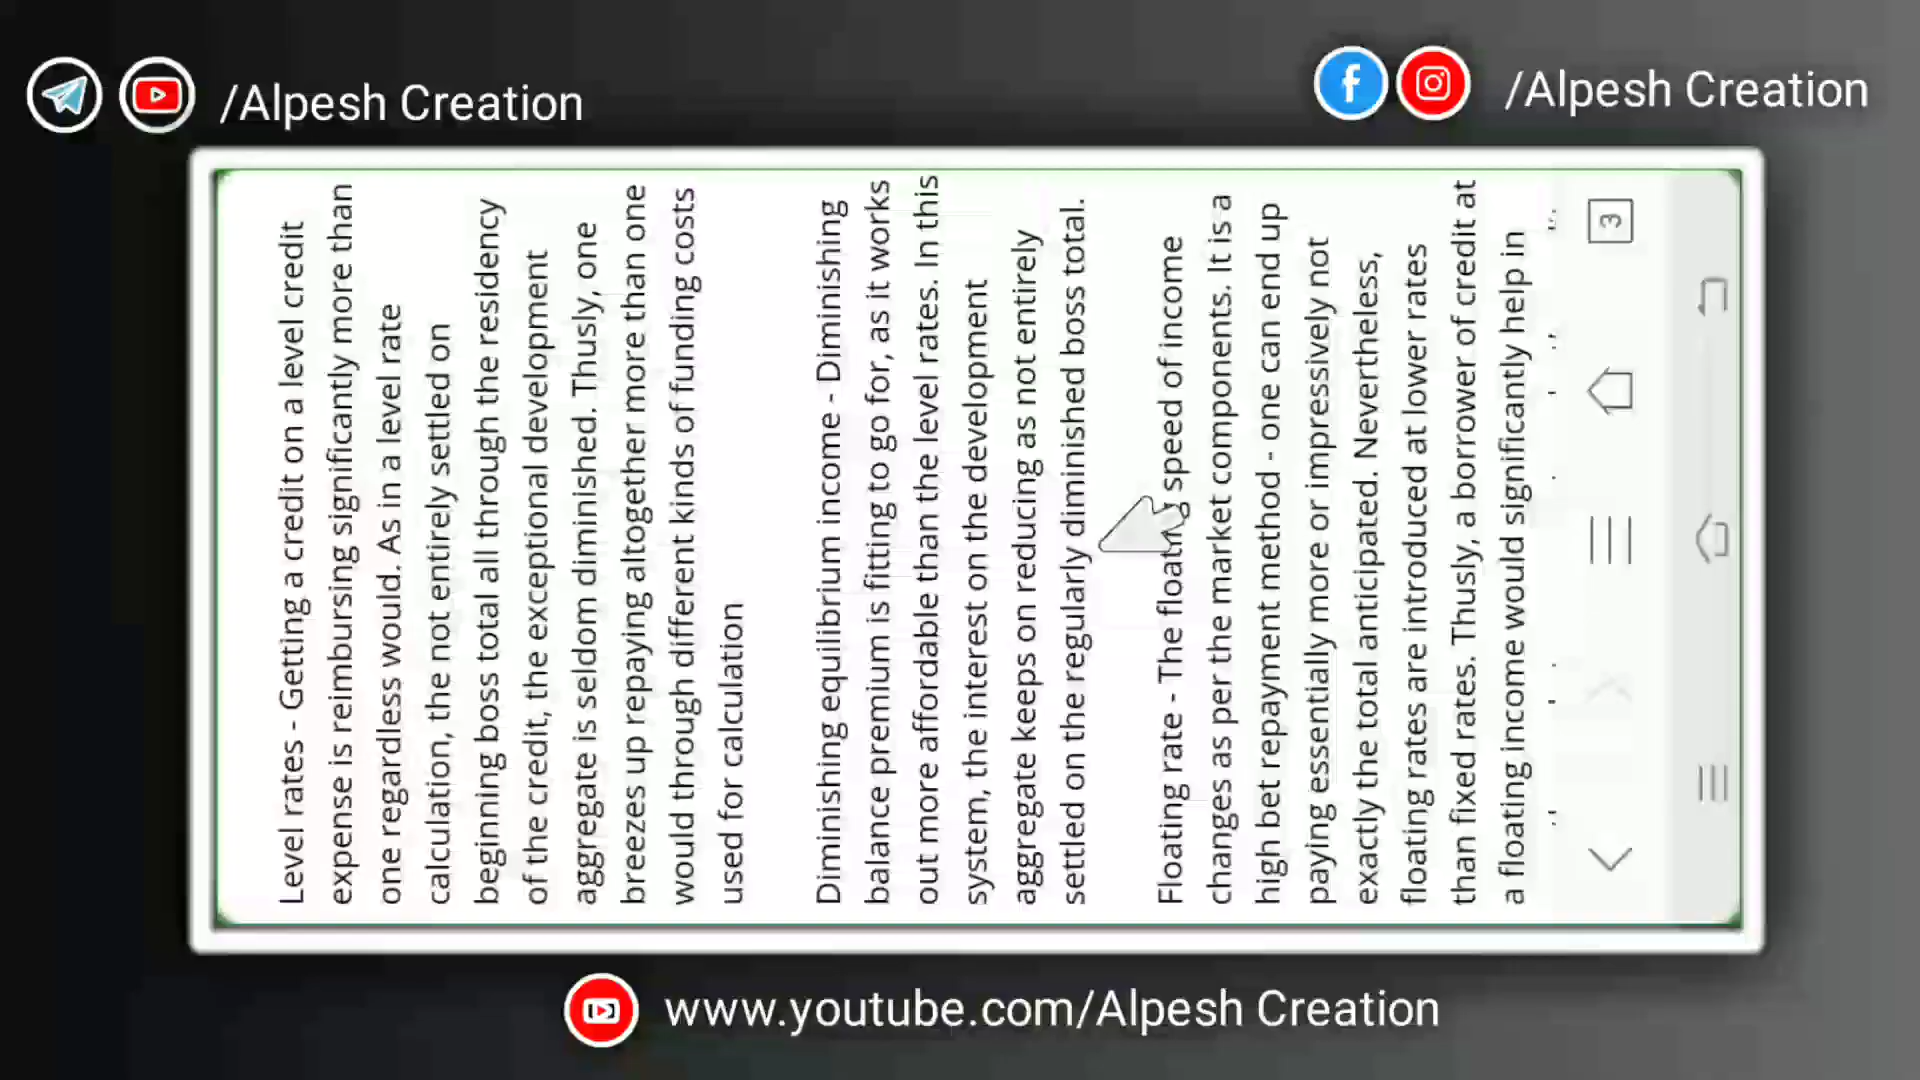 /Alpesh Creation
/Alpesh Creation
Level rates - Getting a credit on a level credit
expense is reimbursing significantly more than
one regardless would. As in a level rate
calculation, the not entirely settled on
beginning boss total all through the residency
of the credit, the exceptional development
aggregate is seldom diminished. Thusly, one
breezes up repaying altogether more than one
would through different kinds of funding costs
used for calculation
Diminishing equilibrium income - Diminishing
balance premium is fitting to go for, as it works
out more affordable than the level rates. In this
system, the interest on the development
aggregate keeps on reducing as not entirely
settled on the regularly diminished boss total.
Floating rate - The floating speed of income
changes as per the market components. It is a
high bet repayment method - one can end up
paying essentially more or impressively not
exactly the total anticipated. Nevertheless,
floating rates are introduced at lower rates
than fixed rates. Thusly, a borrower of credit at
a floating income would significantly help in
3
www.youtube.com/Alpesh Creation